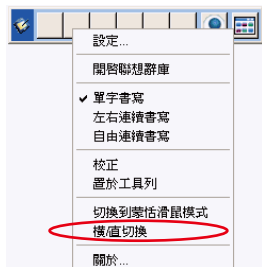 設定...
開啓聯想辭庫
單字書寫
左右連續書寫
自由連續書寫
校正
置於工具列
切換到蒙恬滑鼠模式
橫/直切換
關於...